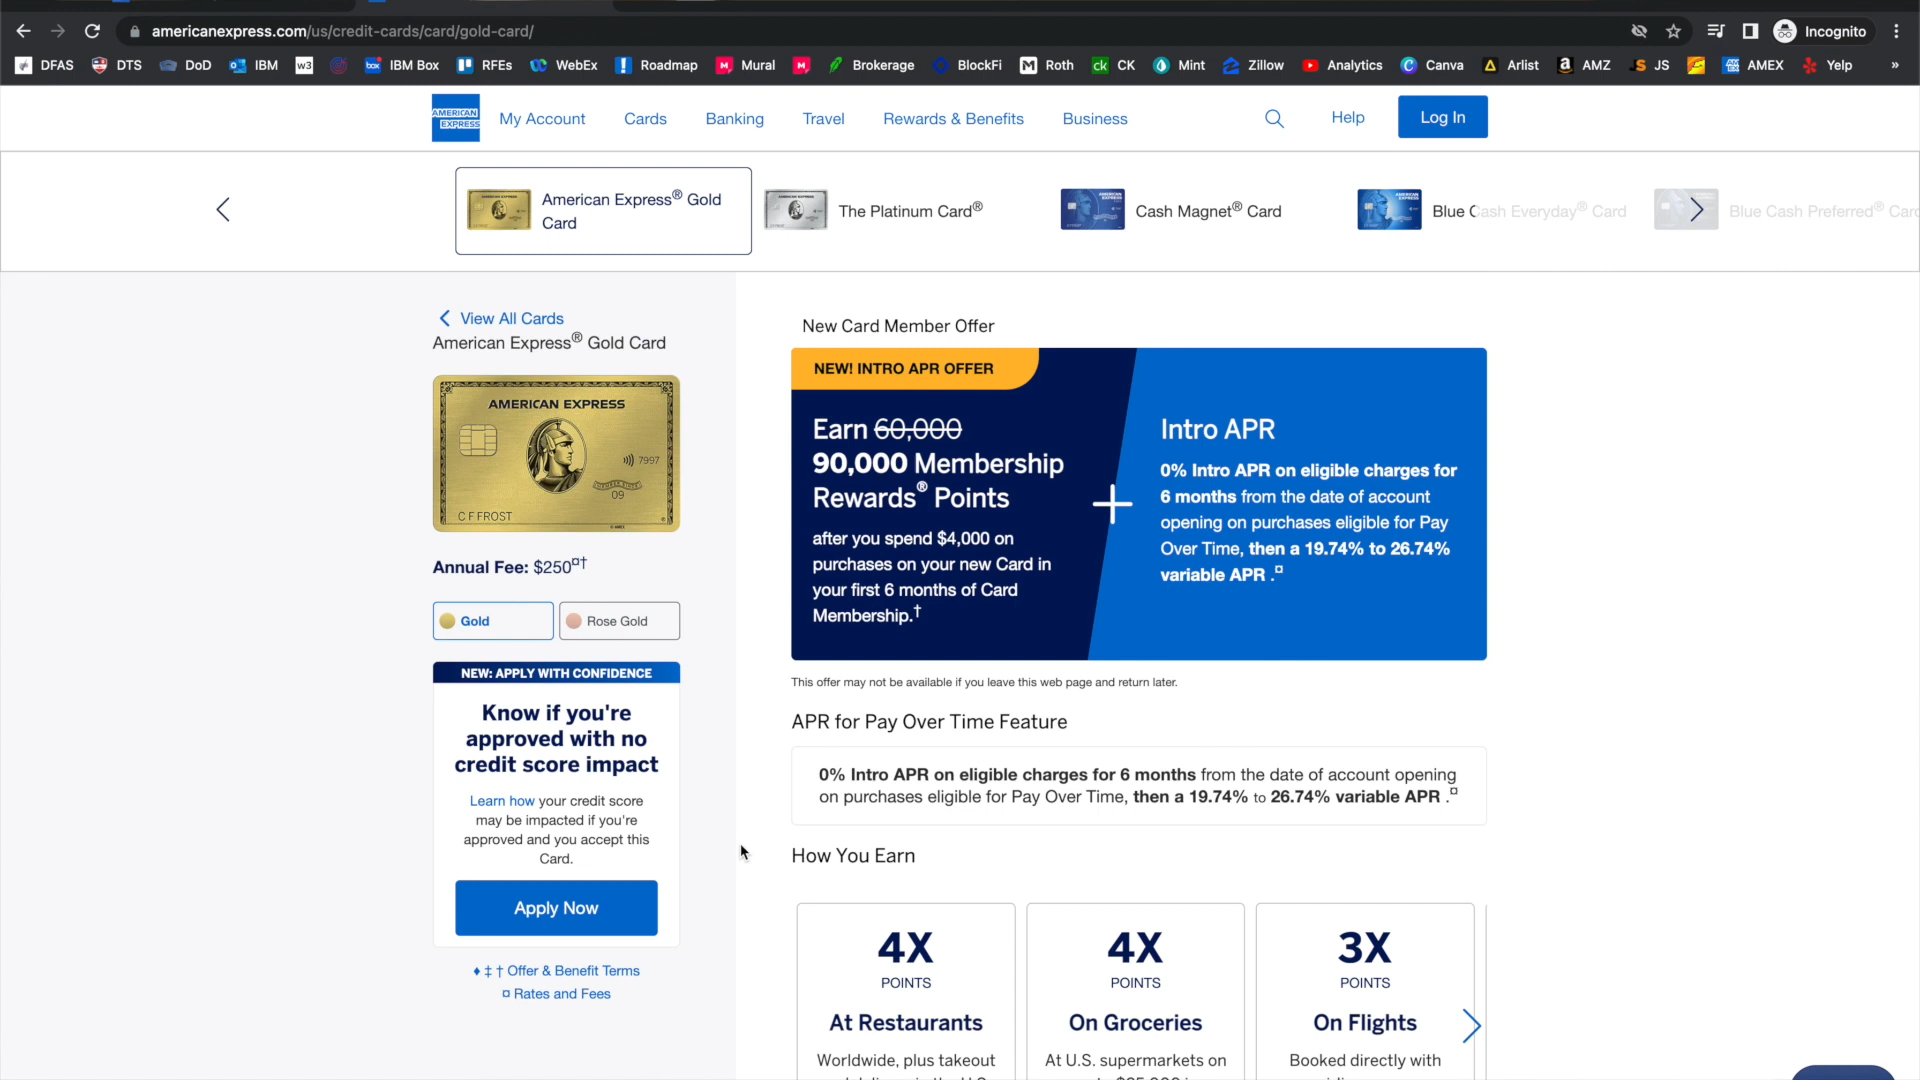 americanexpress.com/us/credit-cards/card/gold-card/
Incognito
DFAS DTS DoD IBM w3 IBM Box RFEs WebEx Roadmap Mural Brokerage BlockFi Roth CK Mint Zillow Analytics Canva Arlist AMZ JS AMEX Yelp »
AMERICAN EXPRESS
My Account Cards Banking Travel Rewards & Benefits Business Help Log In
American Express® Gold Card
The Platinum Card®
Cash Magnet® Card
Blue Cash Everyday® Card
Blue Cash Preferred® Card
View All Cards
American Express® Gold Card
AMERICAN EXPRESS
7997
MEMBER SINCE
09
C F FROST
Annual Fee: $250¤†
Gold
Rose Gold
NEW: APPLY WITH CONFIDENCE
Know if you're
approved with no
credit score impact
Learn how your credit score
may be impacted if you're
approved and you accept this
Card.
Apply Now
♦ ‡ † Offer & Benefit Terms
¤ Rates and Fees
New Card Member Offer
NEW! INTRO APR OFFER
Earn 60,000
90,000 Membership
Rewards® Points
after you spend $4,000 on
purchases on your new Card in
your first 6 months of Card
Membership.†
+
Intro APR
0% Intro APR on eligible charges for
6 months from the date of account
opening on purchases eligible for Pay
Over Time, then a 19.74% to 26.74%
variable APR .¤
This offer may not be available if you leave this web page and return later.
APR for Pay Over Time Feature
0% Intro APR on eligible charges for 6 months from the date of account opening
on purchases eligible for Pay Over Time, then a 19.74% to 26.74% variable APR .¤
How You Earn
4X
POINTS
At Restaurants
Worldwide, plus takeout
4X
POINTS
On Groceries
At U.S. supermarkets on
3X
POINTS
On Flights
Booked directly with